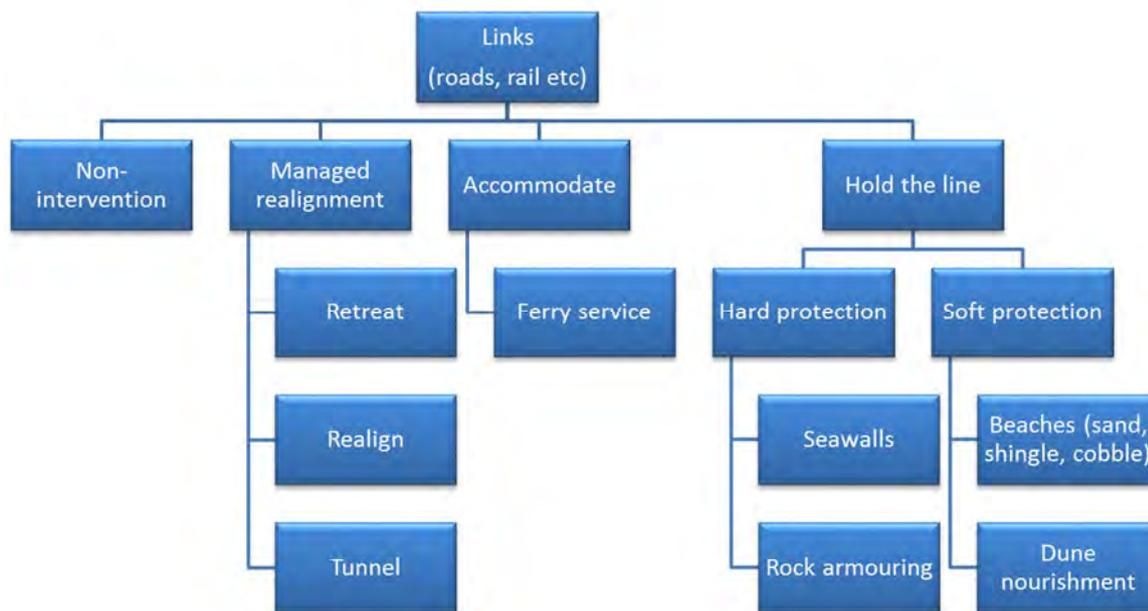 Links
(roads, rail etc)
Non-
intervention
Managed
realignment
Accommodate
Hold the line
Retreat
Ferry service
Hard protection
Soft protection
Realign
Seawalls
Beaches (sand,
shingle, cobble)
Tunnel
Rock armouring
Dune
nourishment